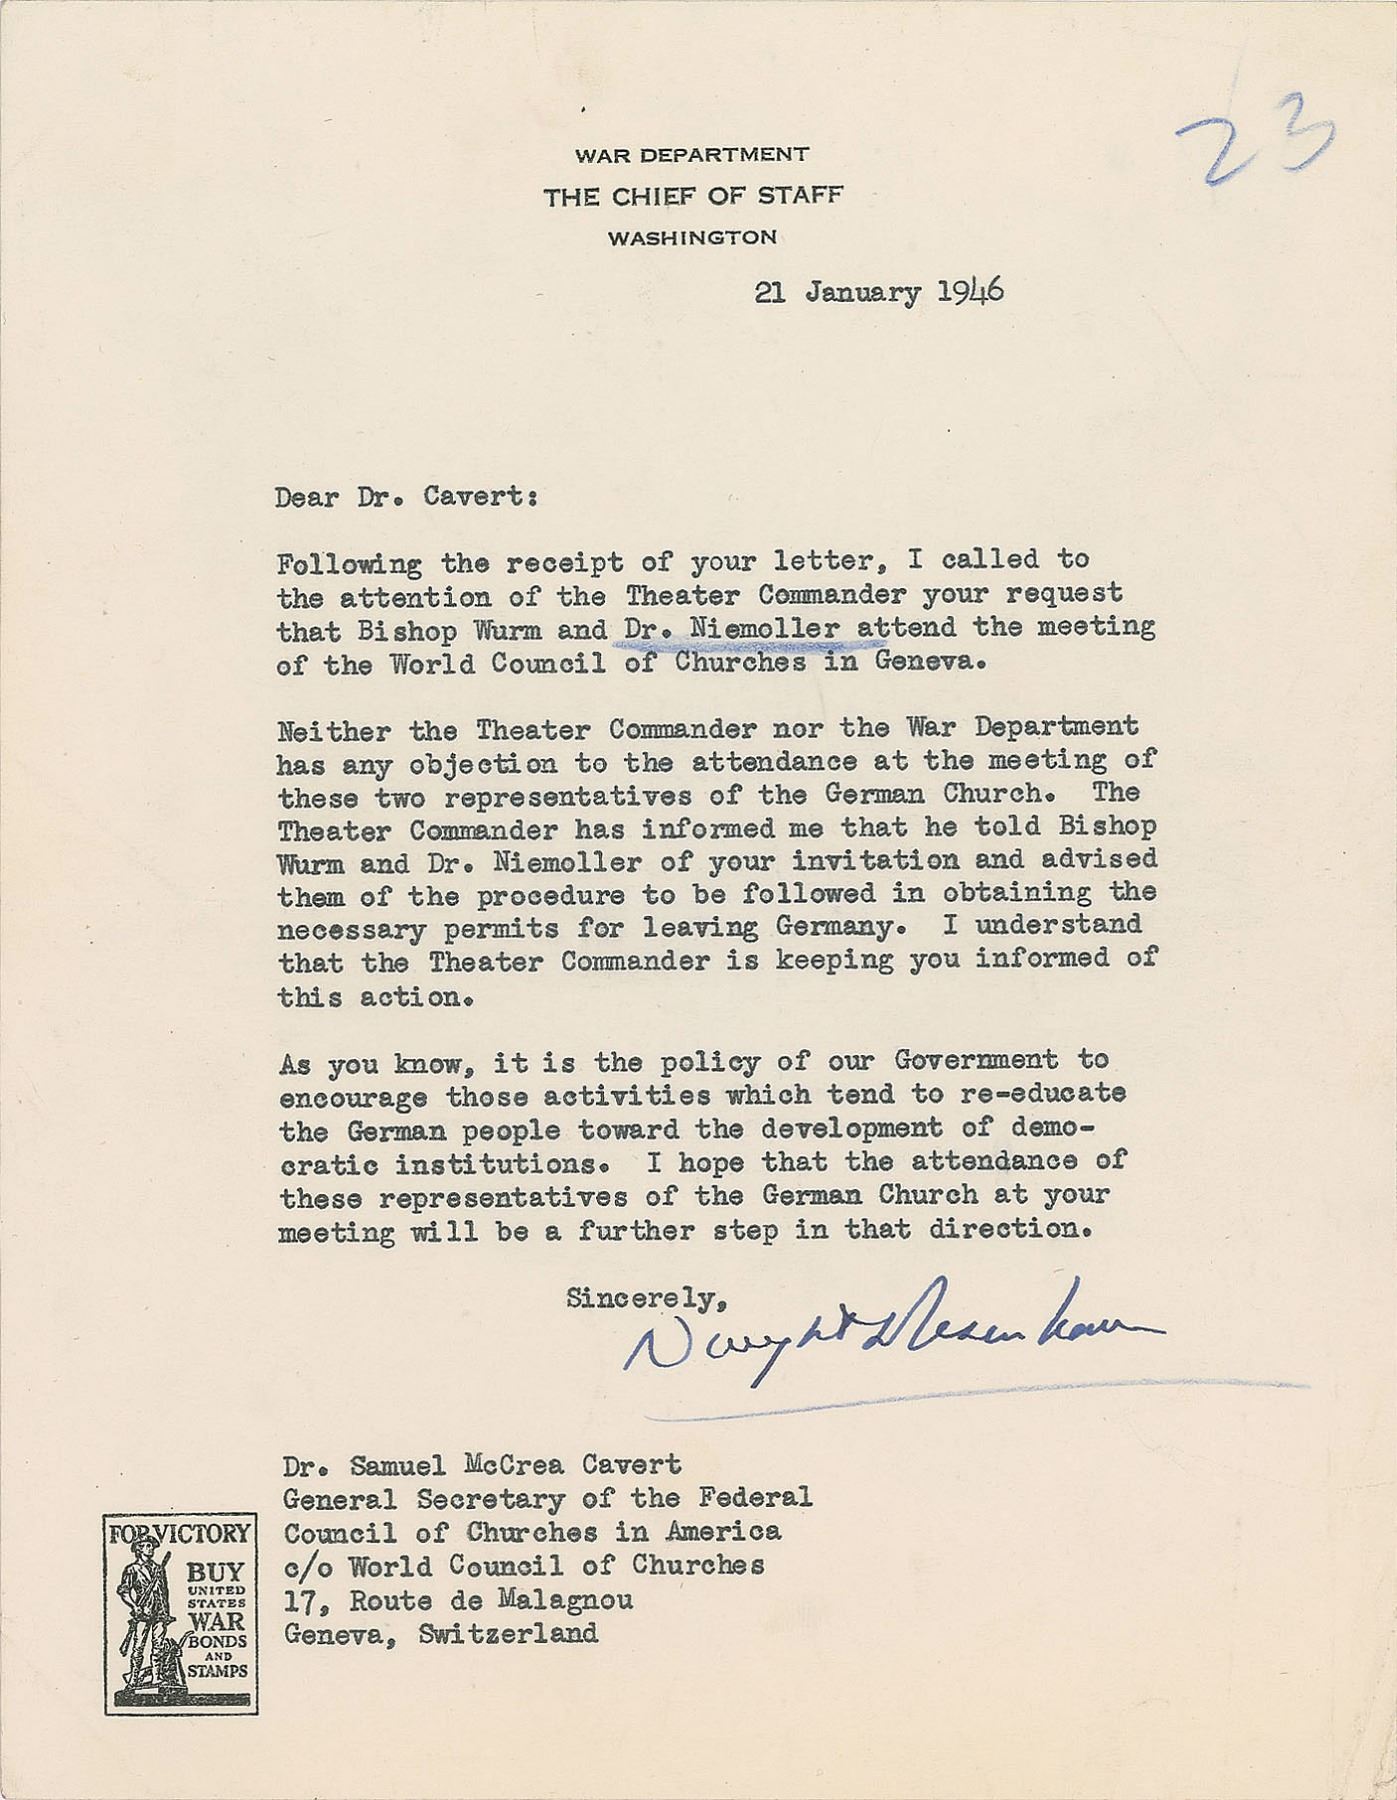 23
WAR DEPARTMENT
THE CHIEF OF STAFF
WASHINGTON
21 January 1946
Dear Dr. Cavert:
Following the receipt of your letter, I called to
the attention of the Theater Commander your request
that Bishop Wurm and Dr. Niemoller attend the meeting
of the World Council of Churches in Geneva.
Neither the Theater Commander nor the War Department
has any objection to the attendance at the meeting of
these two representatives of the German Church. The
Theater Commander has informed me that he told Bishop
Wurm and Dr. Niemoller of your invitation and advised
them of the procedure to be followed in obtaining the
necessary permits for leaving Germany. I understand
that the Theater Commander is keeping you informed of
this action.
As you know, it is the policy of our Government to
encourage those activities which tend to re-educate
the German people toward the development of demo-
cratic institutions. I hope that the attendance of
these representatives of the German Church at your
meeting will be a further step in that direction.
Sincerely,
Dwight D Eisenhower
Dr. Samuel McCrea Cavert
General Secretary of the Federal
Council of Churches in America
c/o World Council of Churches
17, Route de Malagnou
Geneva, Switzerland
FOR VICTORY
BUY
UNITED
STATES
WAR
BONDS
AND
STAMPS